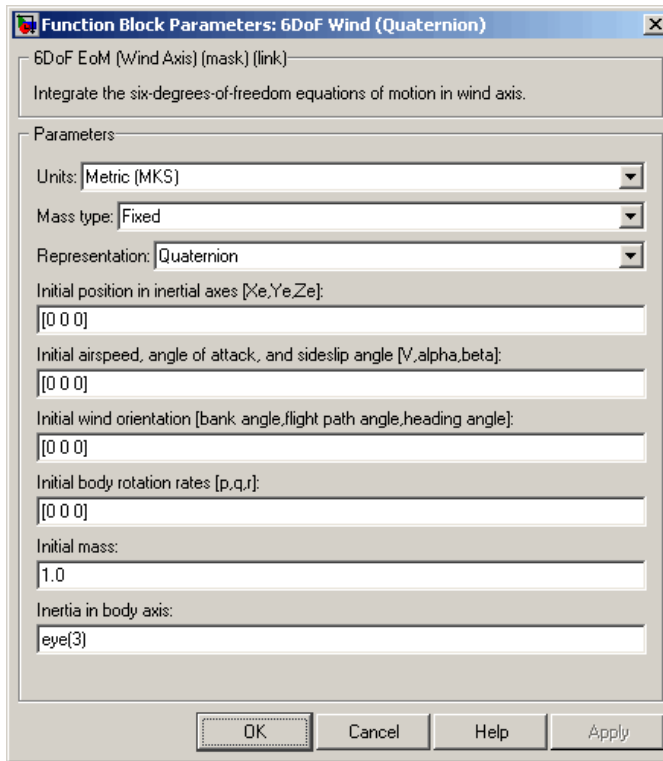 Function Block Parameters: 6DoF Wind (Quaternion)
6DoF EoM (Wind Axis) (mask) (link)
Integrate the six-degrees-of-freedom equations of motion in wind axis.
Parameters
Units: Metric (MKS)
Mass type: Fixed
Representation: Quaternion
Initial position in inertial axes [Xe,Ye,Ze]:
[0 0 0]
Initial airspeed, angle of attack, and sideslip angle [V,alpha,beta]:
[0 0 0]
Initial wind orientation [bank angle,flight path angle,heading angle]:
[0 0 0]
Initial body rotation rates [p,q,r]:
[0 0 0]
Initial mass:
1.0
Inertia in body axis:
eye(3)
OK Cancel Help Apply